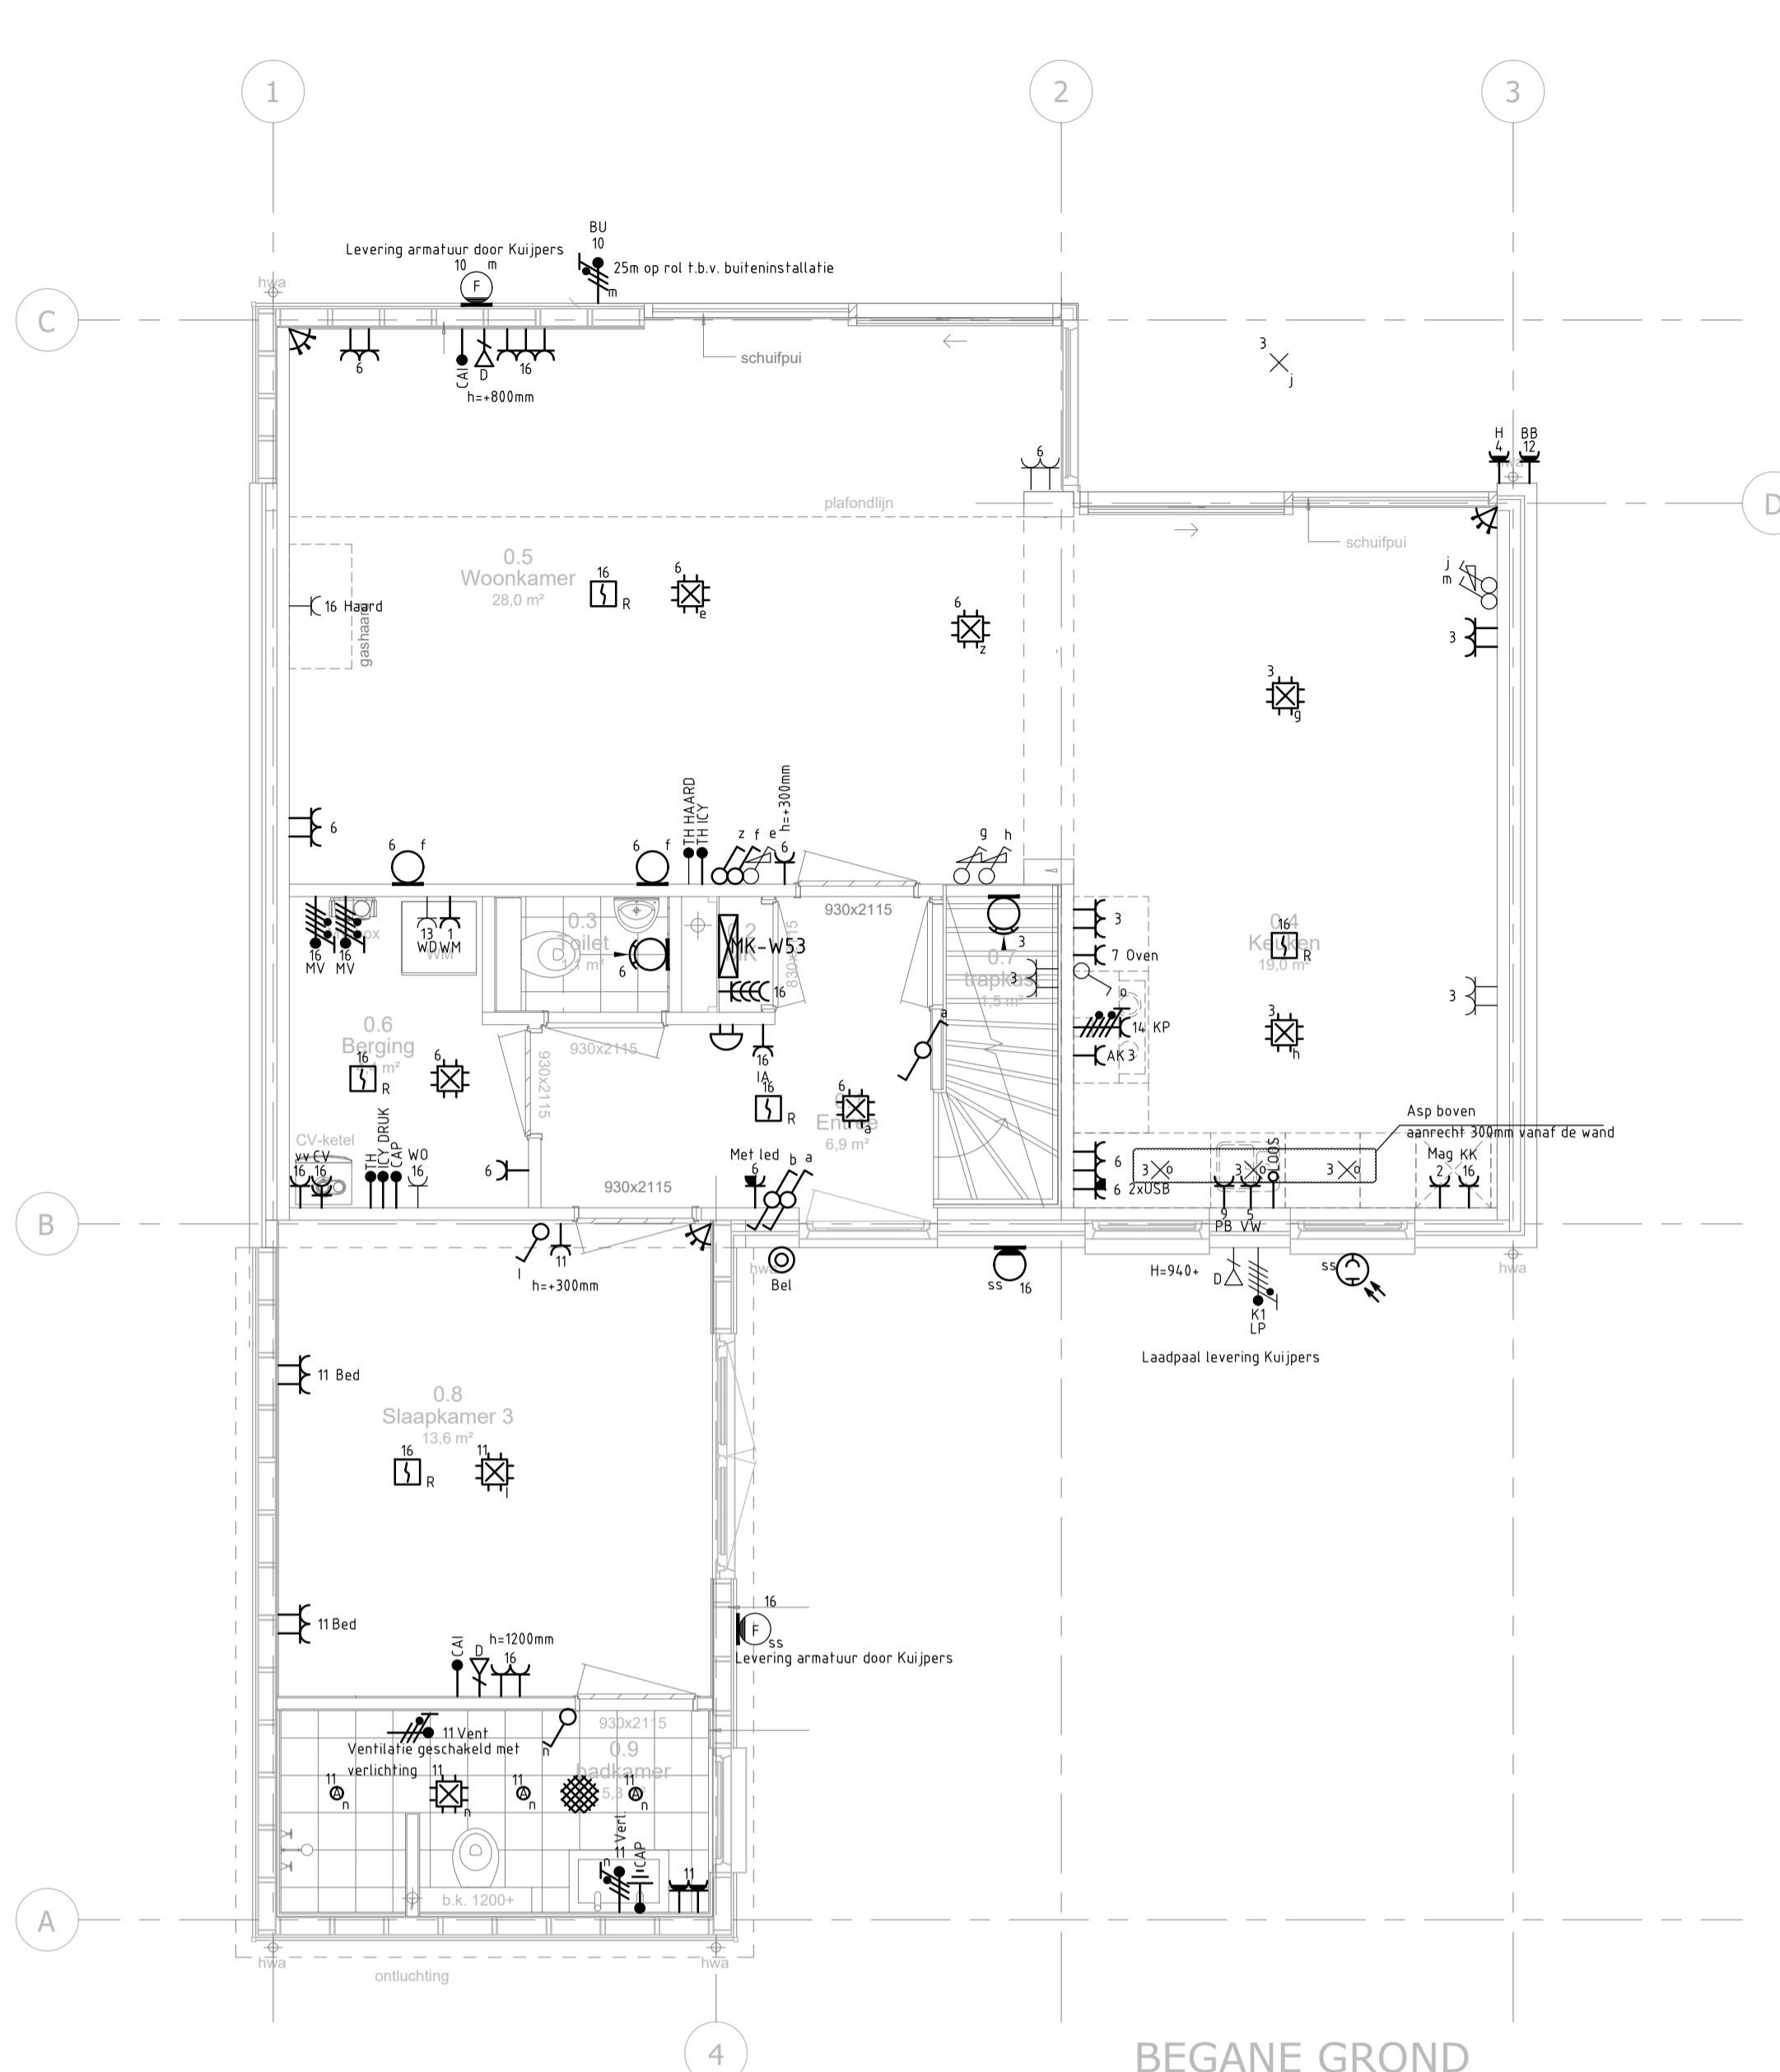 1
2
3
BU
10
Levering armatuur door Kuijpers
10 m
F
25m op rol t.b.v. buiteninstallatie
m
hwa
C
schuifpui
6
CAI
D
16
h=+800mm
3
j
H
4
BB
12
hwa
6
plafondlijn
D
schuifpui
0.5
Woonkamer
28,0 m²
16
R
6
e
6
z
j
m
3
16 Haard
gashaard
3
g
6
TH HAARD
TH ICY
z f e
6
h=+300mm
g h
6 f
6 f
930x2115
16
MV
16
MV
13
WD
1
WM
WM
0.3
Toilet
1,1 m²
6
MK-W53
16
830x2115
3
0.7
trapkast
1,5 m²
3
3
7 Oven
o
14 KP
AK 3
0.4
Keuken
19,0 m²
16
R
3
3
h
0.6
Berging
16
R
6
930x2115
930x2115
16
IA
16
R
6
a
a
Entree
6,9 m²
CV-ketel
vv CV
16 16
TH
ICY DRUK
CAP
WO
16
6
930x2115
Met led
6
b a
6
6 2xUSB
Asp boven
aanrecht 300mm vanaf de wand
3 o
3 o
3 o
LOOS
Mag KK
2 16
9 5
PB VW
B
l
11
h=+300mm
hwa
Bel
ss 16
H=940+
D
K1
LP
ss
hwa
Laadpaal levering Kuijpers
11 Bed
0.8
Slaapkamer 3
13,6 m²
16
R
11
l
11 Bed
16
F
ss
Levering armatuur door Kuijpers
CAI
D
h=1200mm
16
11 Vent
Ventilatie geschakeld met
verlichting
n
930x2115
0.9
badkamer
11
n
11
n
11
A
n
11
n
n
11 Verl.
CAP
11
b.k. 1200+
A
hwa
hwa
ontluchting
4
BEGANE GROND